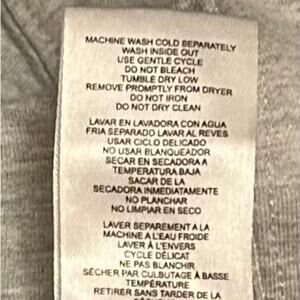 MACHINE WASH COLD SEPARATELY
WASH INSIDE OUT
USE GENTLE CYCLE
DO NOT BLEACH
TUMBLE DRY LOW
REMOVE PROMPTLY FROM DRYER
DO NOT IRON
DO NOT DRY CLEAN
LAVAR EN LAVADORA CON AGUA
FRIA SEPARADO LAVAR AL REVES
USAR CICLO DELICADO
NO USAR BLANQUEADOR
SECAR EN SECADORA A
TEMPERATURA BAJA
SACAR DE LA
SECADORA INMEDIATAMENTE
NO PLANCHAR
NO LIMPIAR EN SECO
LAVER SEPAREMENT A LA
MACHINE A L'EAU FROIDE
LAVER À L'ENVERS
CYCLE DÉLICAT
NE PAS BLANCHIR
SÉCHER PAR CULBUTAGE À BASSE
TEMPÉRATURE
RETIRER SANS TARDER DE LA